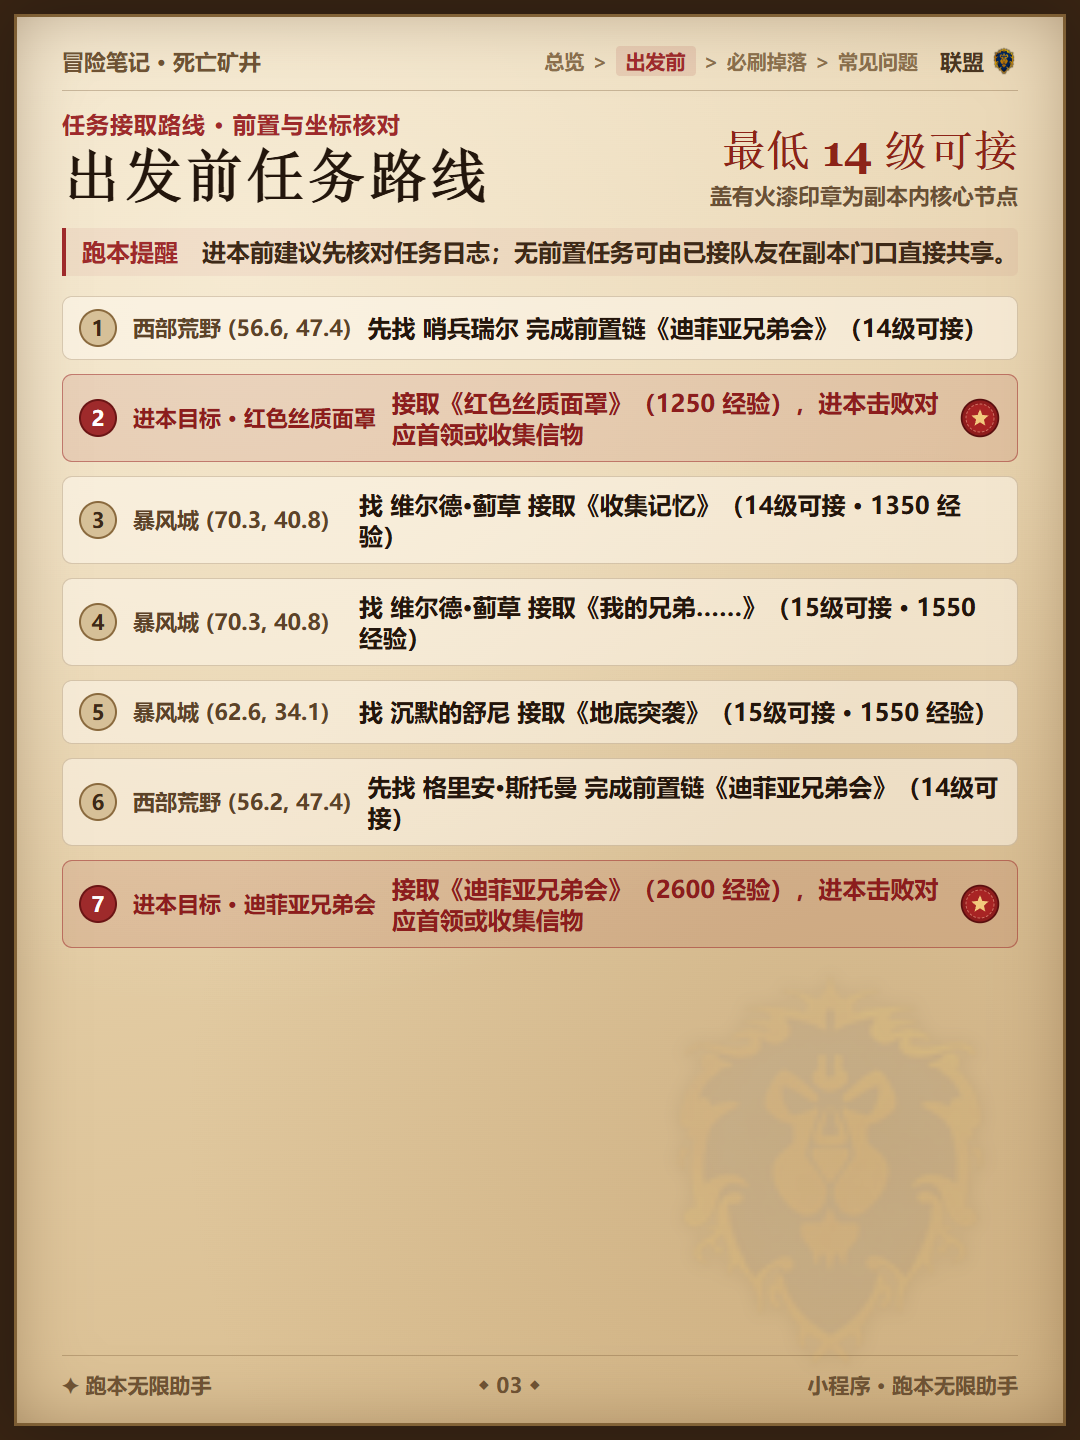 冒险笔记・死亡矿井
总览 > 出发前 > 必刷掉落 > 常见问题 联盟
任务接取路线・前置与坐标核对
出发前任务路线
最低 14 级可接
盖有火漆印章为副本内核心节点
跑本提醒 进本前建议先核对任务日志；无前置任务可由已接队友在副本门口直接共享。
1 西部荒野 (56.6, 47.4) 先找 哨兵瑞尔 完成前置链《迪菲亚兄弟会》（14级可接）
2 进本目标・红色丝质面罩 接取《红色丝质面罩》（1250 经验），进本击败对
应首领或收集信物
3 暴风城 (70.3, 40.8) 找 维尔德•蓟草 接取《收集记忆》（14级可接・1350 经
验）
4 暴风城 (70.3, 40.8) 找 维尔德•蓟草 接取《我的兄弟……》（15级可接・1550
经验）
5 暴风城 (62.6, 34.1) 找 沉默的舒尼 接取《地底突袭》（15级可接・1550 经验）
6 西部荒野 (56.2, 47.4) 先找 格里安•斯托曼 完成前置链《迪菲亚兄弟会》（14级可
接）
7 进本目标・迪菲亚兄弟会 接取《迪菲亚兄弟会》（2600 经验），进本击败对
应首领或收集信物
✦ 跑本无限助手
◆ 03 ◆
小程序・跑本无限助手